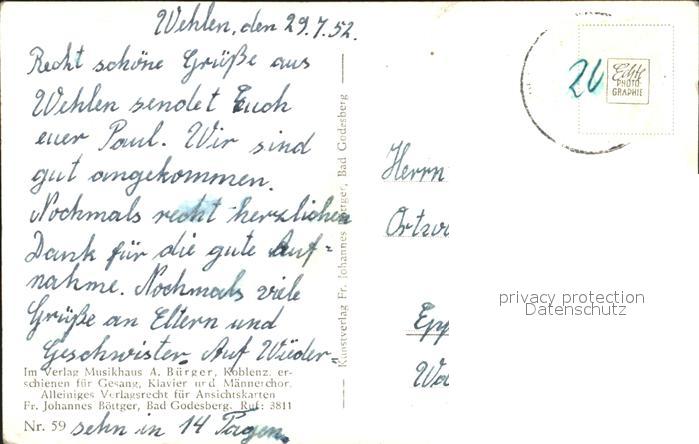 Wehlen, den 29.7.52.
Recht schöne Grüße aus
Wehlen sendet Euch
euer Paul. Wir sind
gut angekommen.
Nochmals recht herzlichen
Dank für die gute Auf=
nahme. Nochmals viele
Grüße an Eltern und
Geschwister. Auf Wieder=
Im Verlag Musikhaus A. Bürger, Koblenz, er-
schienen für Gesang, Klavier und Männerchor.
Alleiniges Verlagsrecht für Ansichtskarten
Fr. Johannes Böttger, Bad Godesberg. Ruf: 3811
Nr. 59
sehn in 14 Tagen.
Kunstverlag Fr. Johannes Böttger, Bad Godesberg
20
Echte
PHOTO-
GRAPHIE
Herrn
privacy protection
Datenschutz